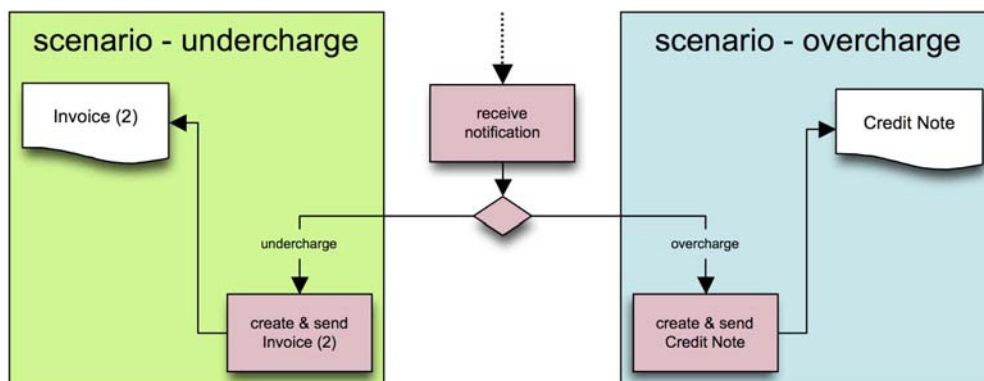 scenario - undercharge
scenario - overcharge
Invoice (2)
receive
notification
Credit Note
undercharge
overcharge
create & send
Invoice (2)
create & send
Credit Note